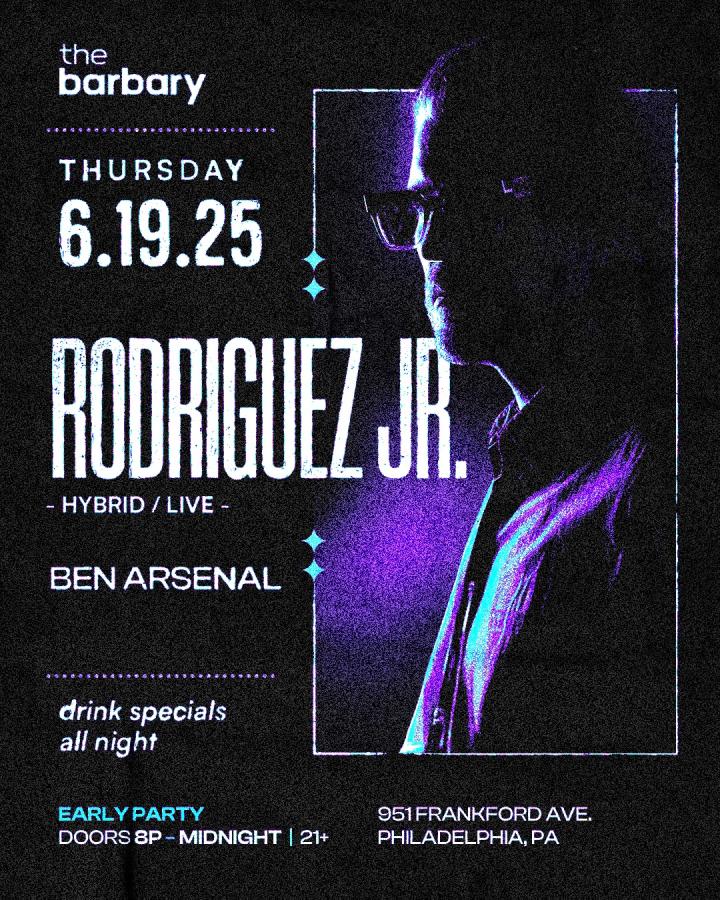 the
barbary
THURSDAY
6.19.25
RODRIGUEZ JR.
- HYBRID / LIVE -
BEN ARSENAL
drink specials
all night
EARLY PARTY
DOORS 8P - MIDNIGHT | 21+
951 FRANKFORD AVE.
PHILADELPHIA, PA